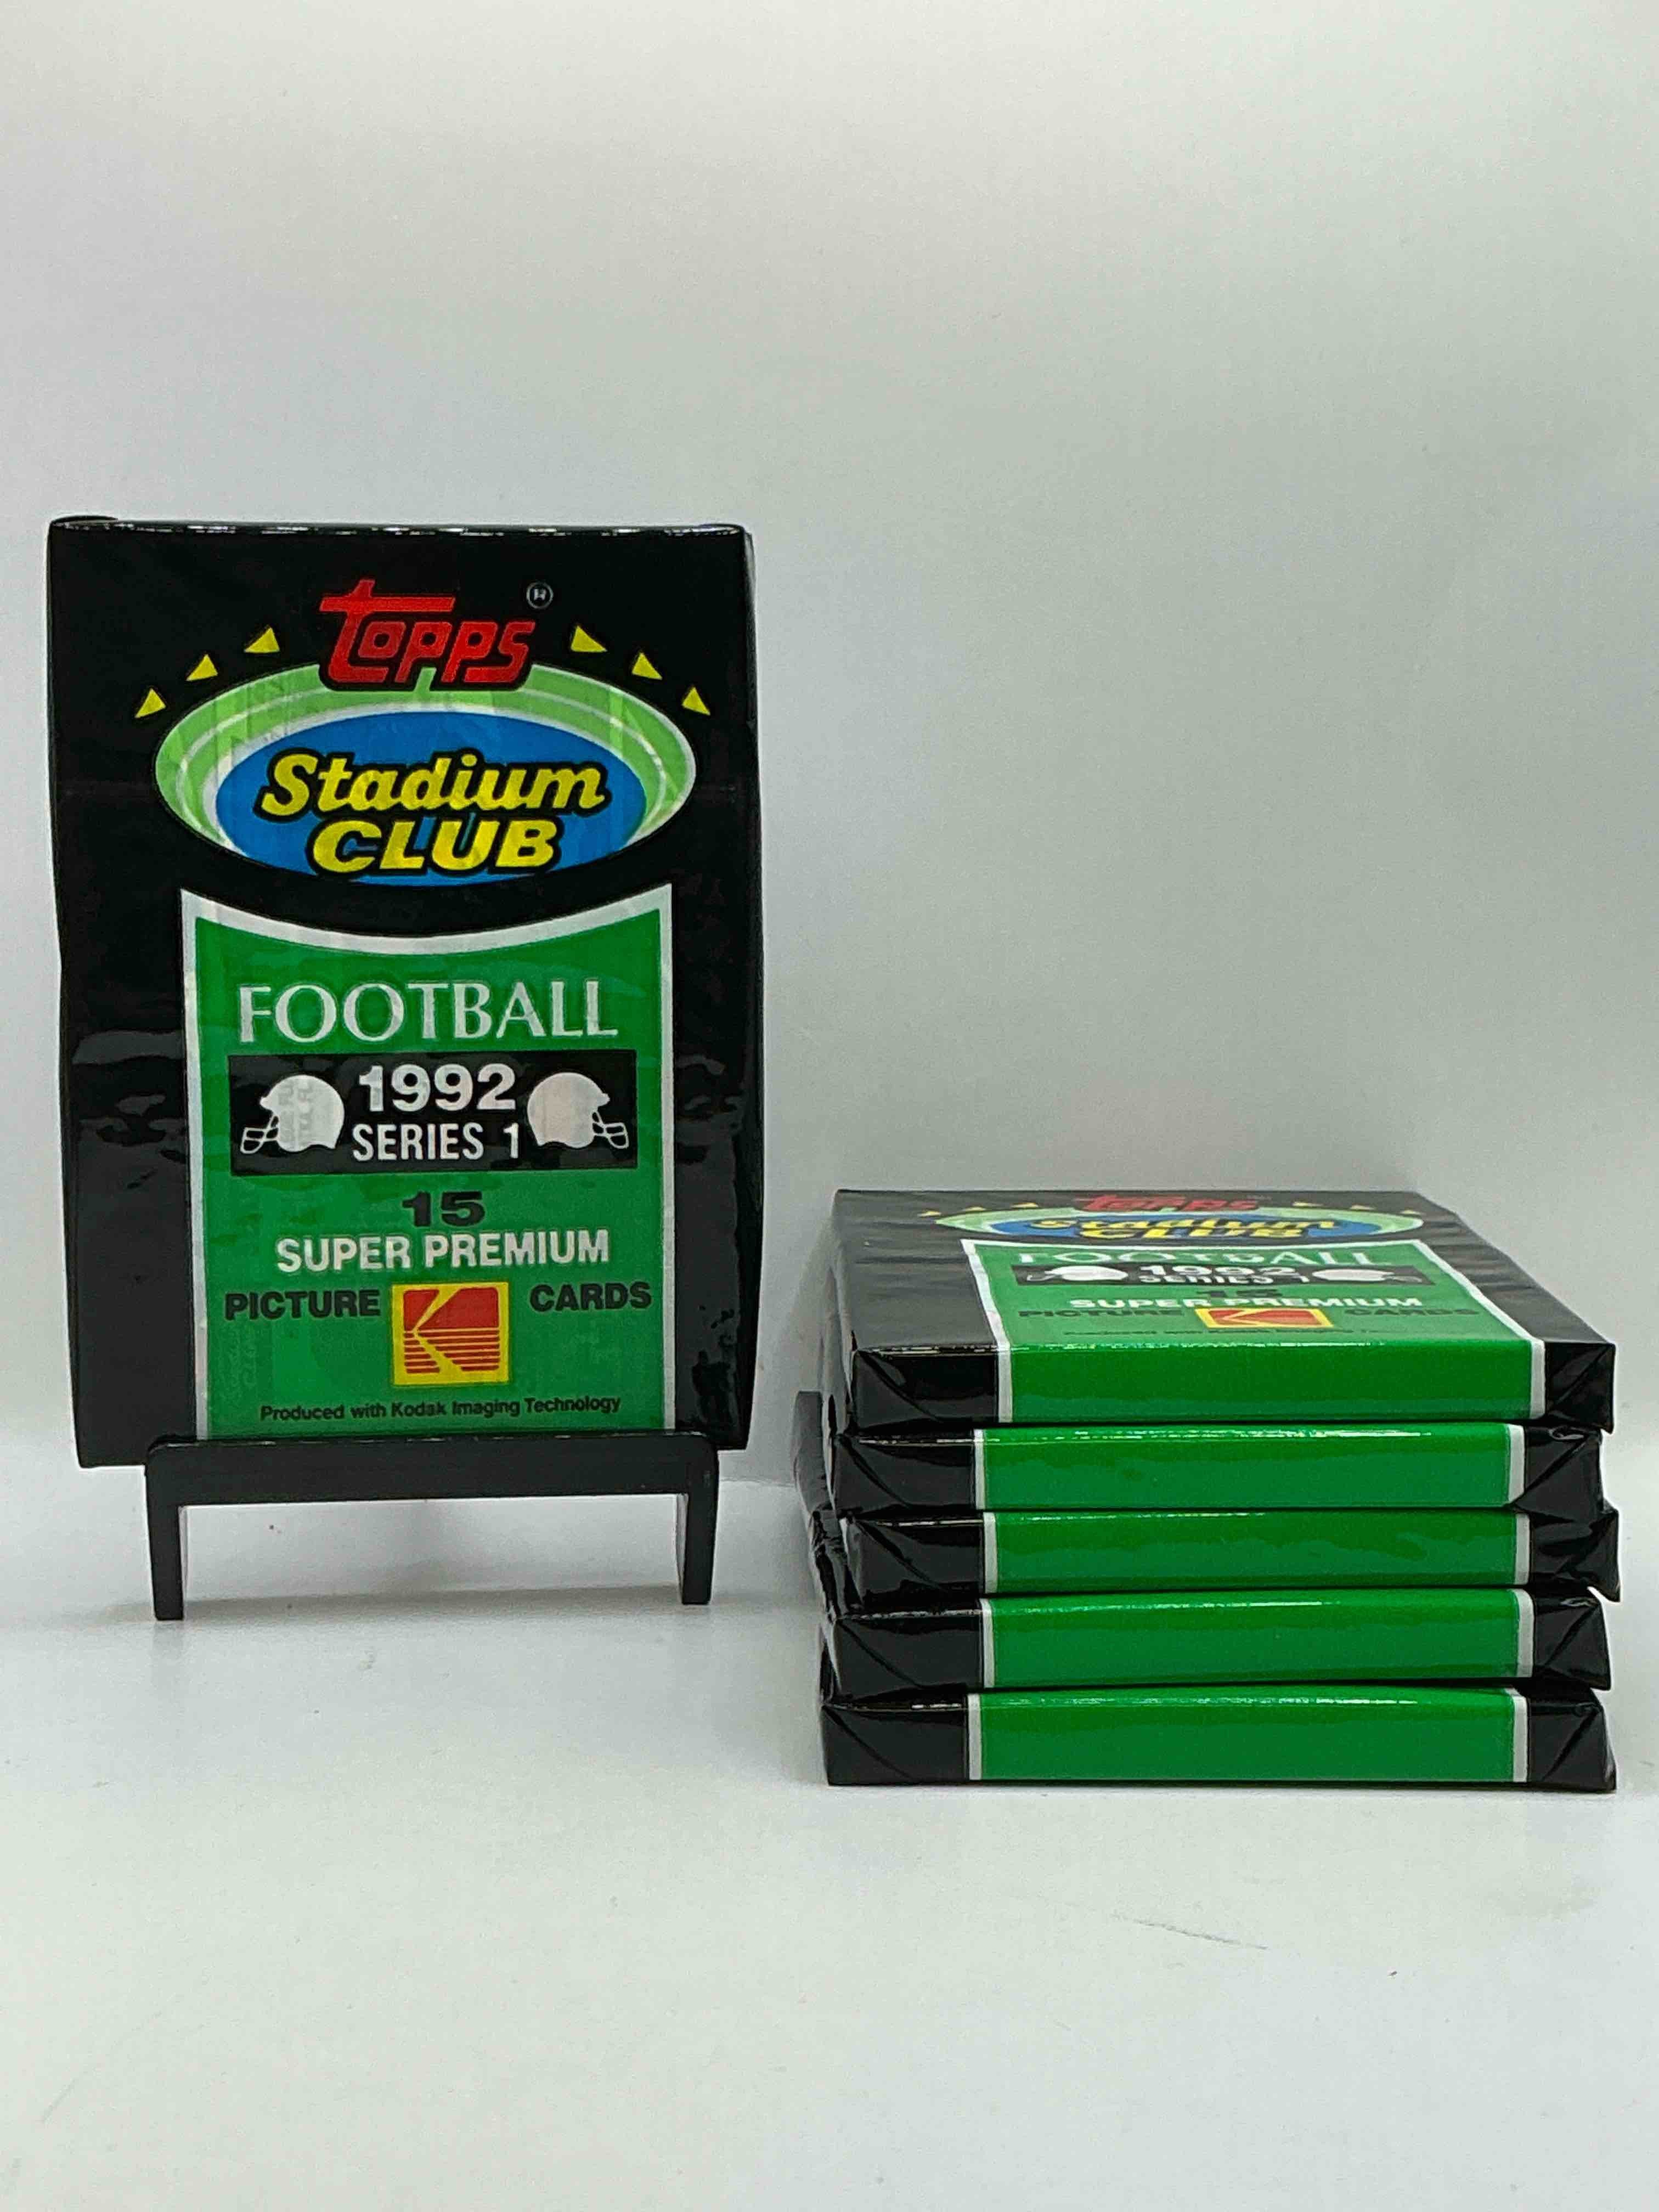 Topps ®
Stadium
CLUB
FOOTBALL
1992
SERIES 1
15
SUPER PREMIUM
PICTURE CARDS
Produced with Kodak Imaging Technology
Topps
Stadium
CLUB
FOOTBALL
1992
SERIES 1
15
SUPER PREMIUM
PICTURE CARDS